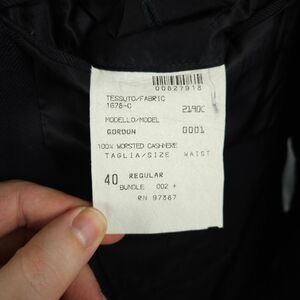 00827918
TESSUTO/FABRIC
1676-C 2190C
MODELLO/MODEL
GORDON 0001
100% WORSTED CASHMERE
TAGLIA/SIZE WAIST
40 REGULAR
BUNDLE 002 +
RN 97387